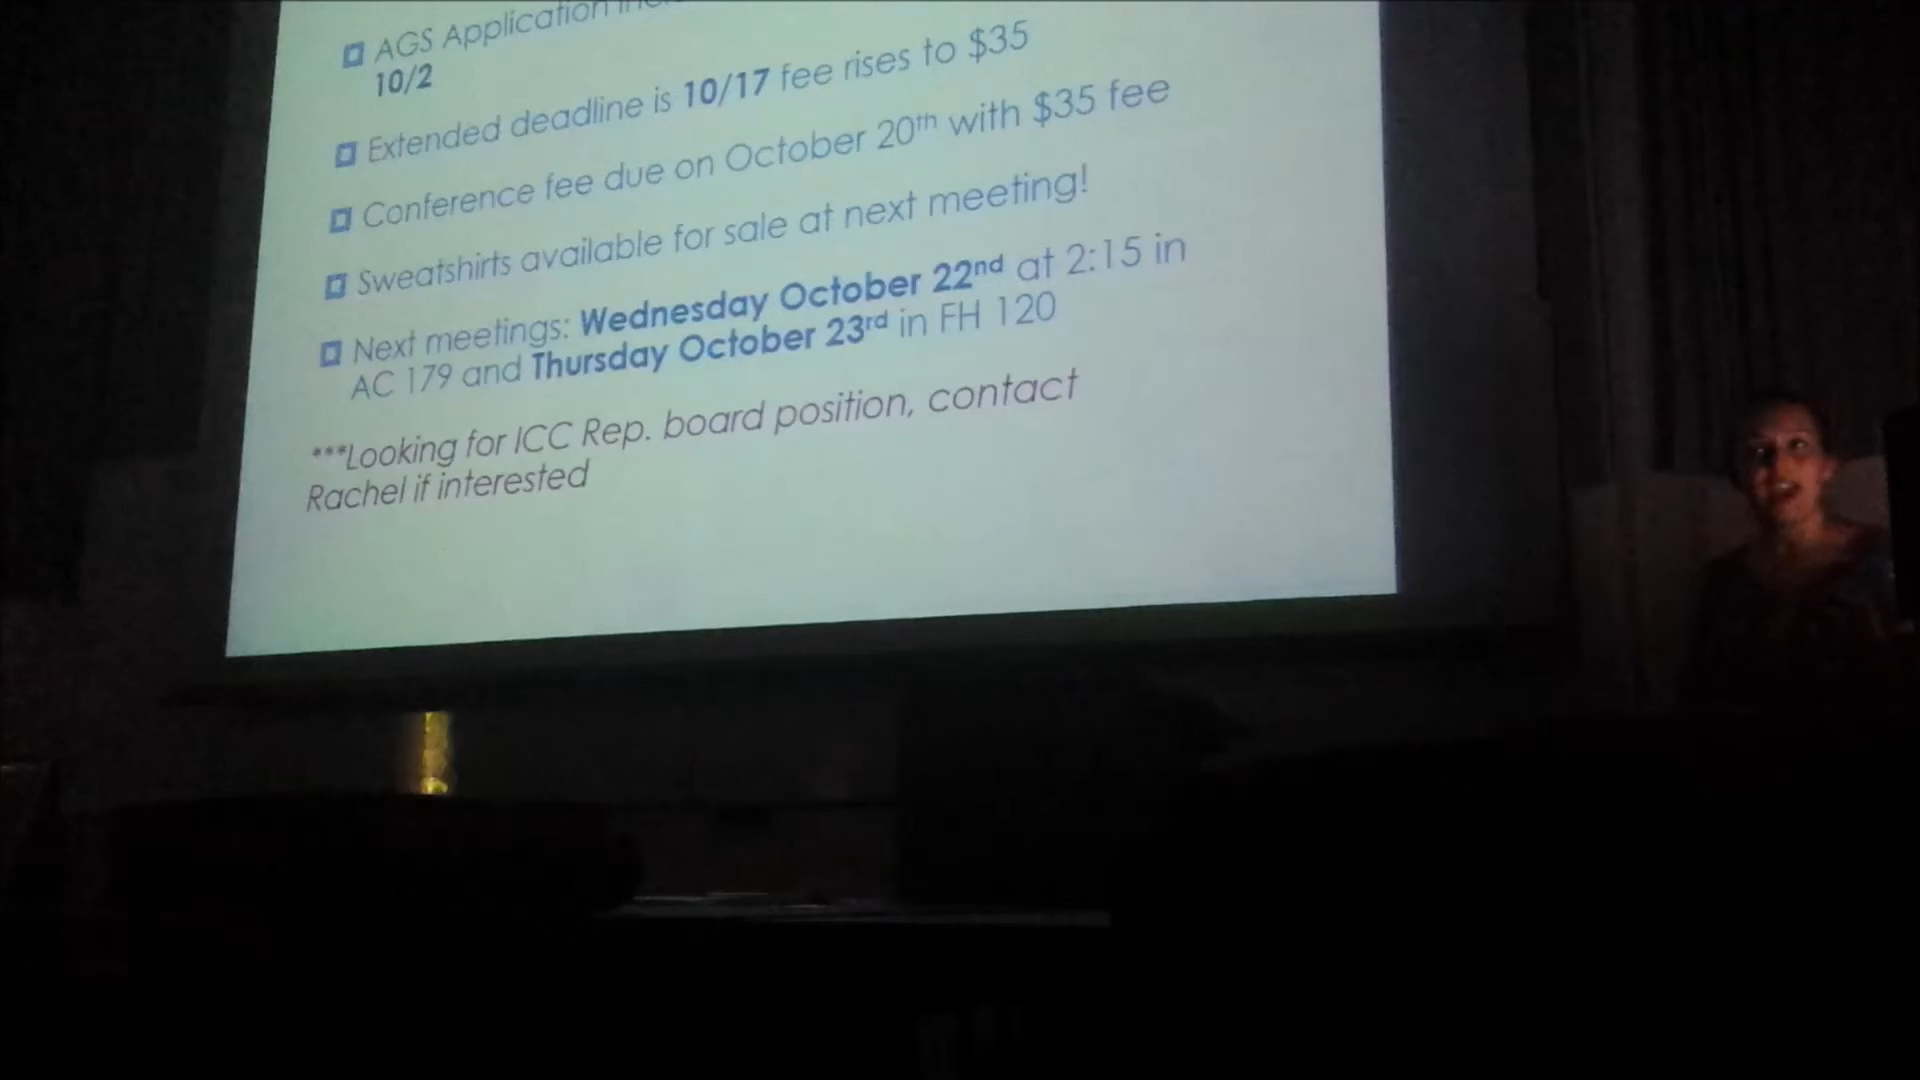 AGS Application
10/2
Extended deadline is 10/17 fee rises to $35
Conference fee due on October 20th with $35 fee
Sweatshirts available for sale at next meeting!
Next meetings: Wednesday October 22nd at 2:15 in
AC 179 and Thursday October 23rd in FH 120
***Looking for ICC Rep. board position, contact
Rachel if interested